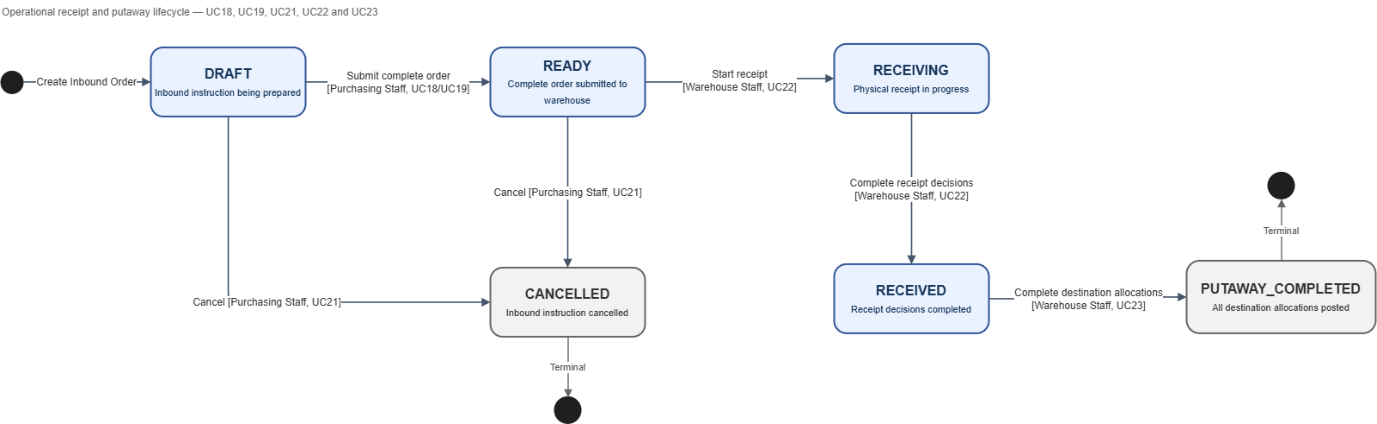 Operational receipt and putaway lifecycle — UC18, UC19, UC21, UC22 and UC23
Create Inbound Order
DRAFT
Inbound instruction being prepared
Submit complete order
[Purchasing Staff, UC18/UC19]
READY
Complete order submitted to
warehouse
Start receipt
[Warehouse Staff, UC22]
RECEIVING
Physical receipt in progress
Cancel [Purchasing Staff, UC21]
Complete receipt decisions
[Warehouse Staff, UC22]
Terminal
Cancel [Purchasing Staff, UC21]
CANCELLED
Inbound instruction cancelled
RECEIVED
Receipt decisions completed
Complete destination allocations
[Warehouse Staff, UC23]
PUTAWAY_COMPLETED
All destination allocations posted
Terminal